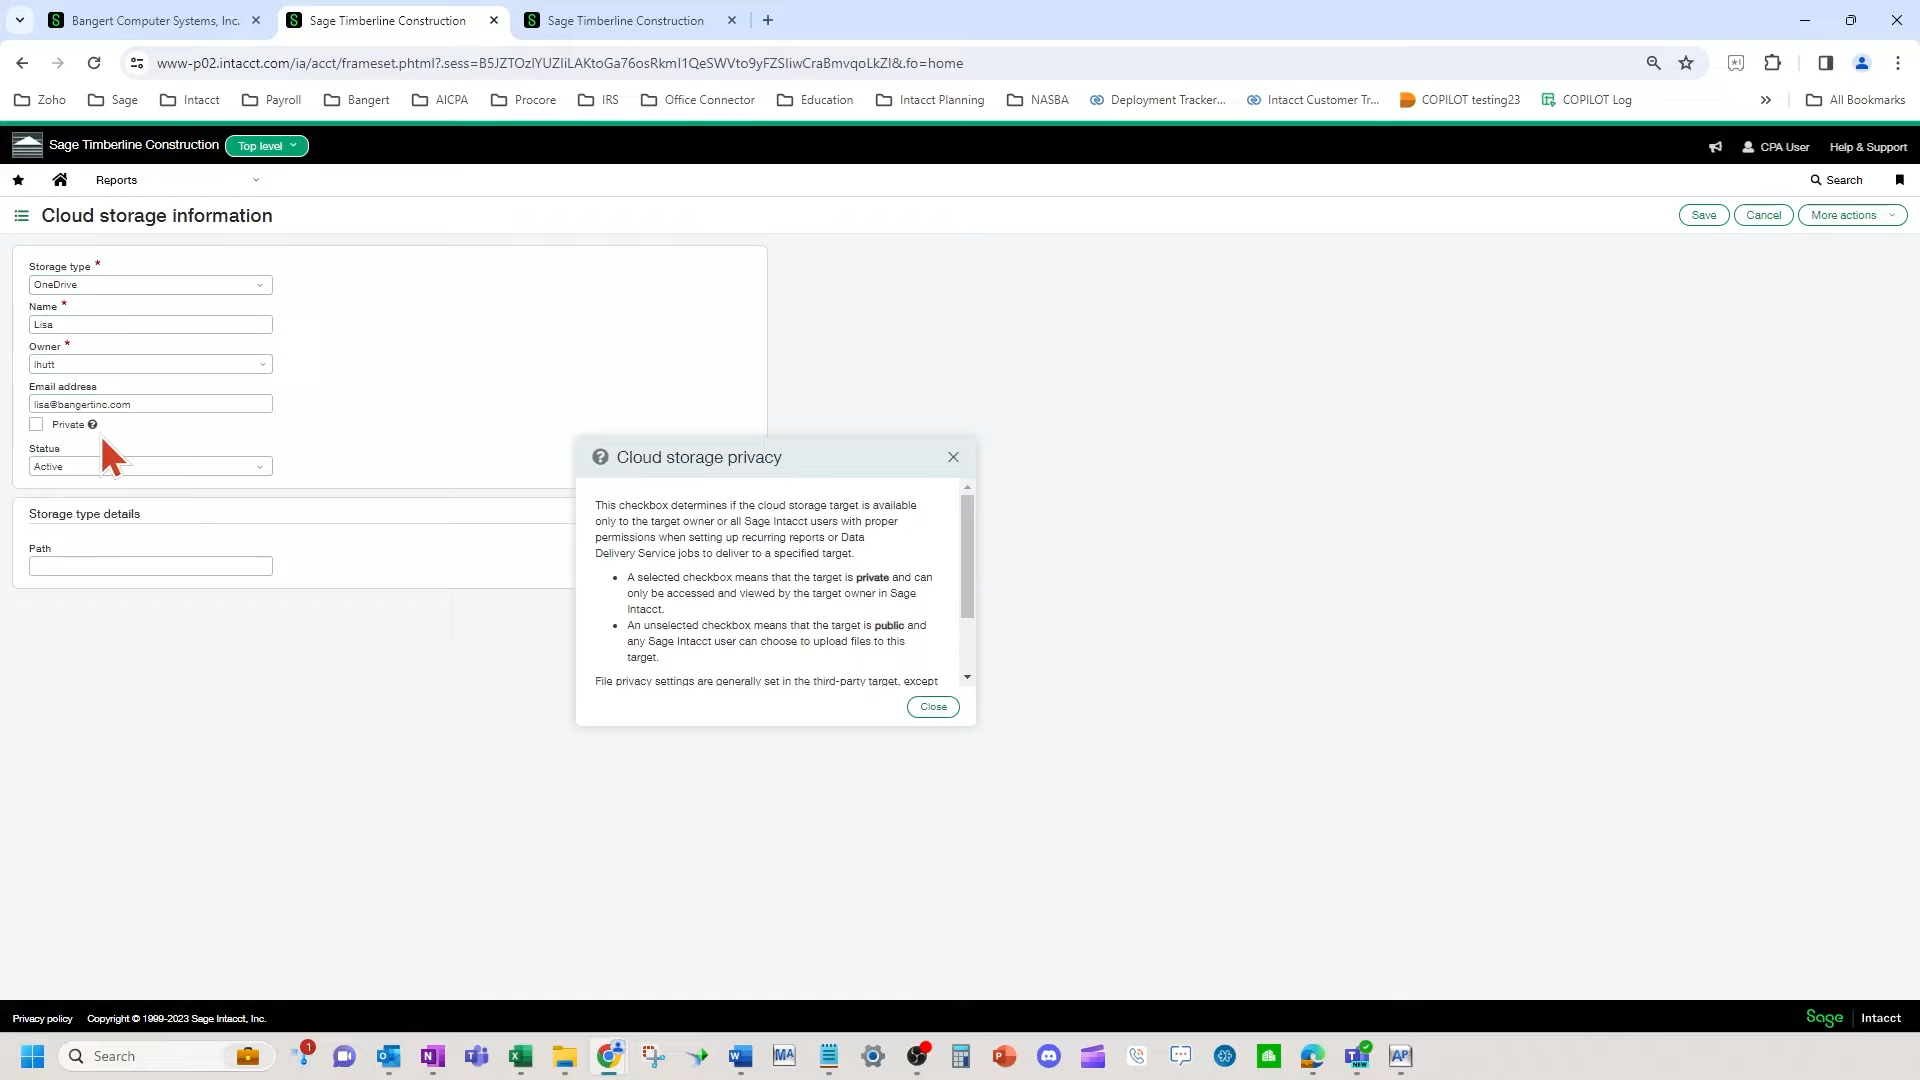 Bangert Computer Systems, Inc.
Sage Timberline Construction
Sage Timberline Construction
www-p02.intacct.com/ia/acct/frameset.phtml?.sess=B5JZTOzIYUZIiLAKtoGa76osRkmI1QeSWVto9yFZSIiwCraBmvqoLkZI&.fo=home
Zoho Sage Intacct Payroll Bangert AICPA Procore IRS Office Connector Education Intacct Planning NASBA Deployment Tracker... Intacct Customer Tr... COPILOT testing23 COPILOT Log » All Bookmarks
Sage Timberline Construction Top level CPA User Help & Support
Reports Search
Cloud storage information Save Cancel More actions
Storage type *
OneDrive
Name *
Lisa
Owner *
lhutt
Email address
lisa@bangertinc.com
Private
Status
Active
Storage type details
Path
Cloud storage privacy
This checkbox determines if the cloud storage target is available
only to the target owner or all Sage Intacct users with proper
permissions when setting up recurring reports or Data
Delivery Service jobs to deliver to a specified target.
• A selected checkbox means that the target is private and can
only be accessed and viewed by the target owner in Sage
Intacct.
• An unselected checkbox means that the target is public and
any Sage Intacct user can choose to upload files to this
target.
File privacy settings are generally set in the third-party target, except
Close
Privacy policy Copyright © 1999-2023 Sage Intacct, Inc. Sage Intacct
Search
1
MA
NEW
AP